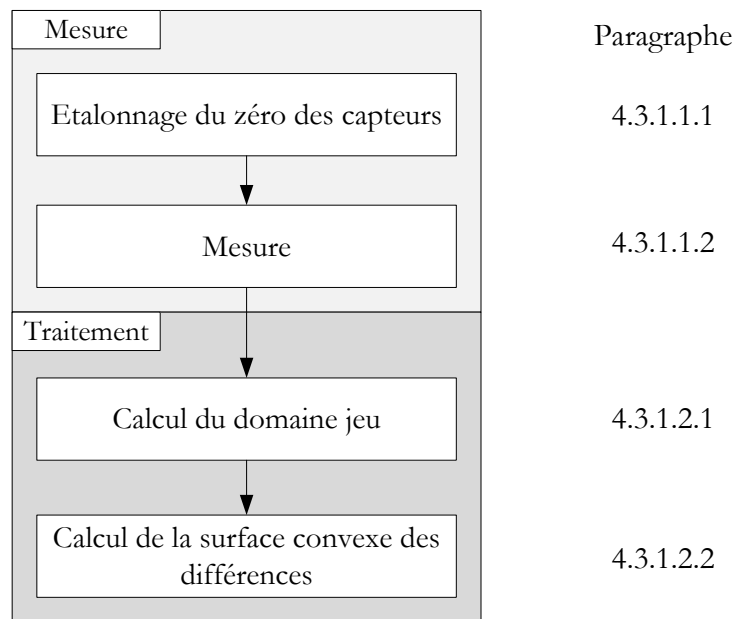 Mesure
Paragraphe
Etalonnage du zéro des capteurs
4.3.1.1.1
Mesure
4.3.1.1.2
Traitement
Calcul du domaine jeu
4.3.1.2.1
Calcul de la surface convexe des
différences
4.3.1.2.2